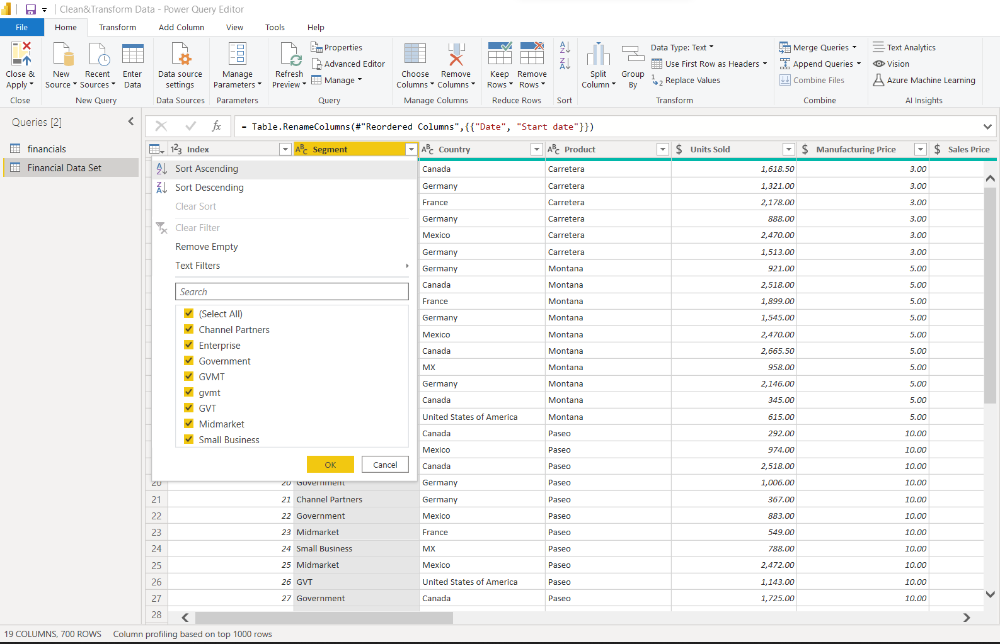 Clean&Transform Data - Power Query Editor
File Home Transform Add Column View Tools Help
Close & Apply
Close
New Source
Recent Sources
Enter Data
New Query
Data source settings
Data Sources
Manage Parameters
Parameters
Refresh Preview
Properties
Advanced Editor
Manage
Query
Choose Columns
Remove Columns
Manage Columns
Keep Rows
Remove Rows
Reduce Rows
Sort
Split Column
Group By
Data Type: Text
Use First Row as Headers
Replace Values
Transform
Merge Queries
Append Queries
Combine Files
Combine
Text Analytics
Vision
Azure Machine Learning
AI Insights
Queries [2]
financials
Financial Data Set
fx = Table.RenameColumns(#"Reordered Columns",{{"Date", "Start date"}})
123 Index ABC Segment ABC Country ABC Product $ Units Sold $ Manufacturing Price $ Sales Price
Sort Ascending
Sort Descending
Clear Sort
Clear Filter
Remove Empty
Text Filters
Search
(Select All)
Channel Partners
Enterprise
Government
GVMT
gvmt
GVT
Midmarket
Small Business
OK Cancel
Canada Carretera 1,618.50 3.00
Germany Carretera 1,321.00 3.00
France Carretera 2,178.00 3.00
Germany Carretera 888.00 3.00
Mexico Carretera 2,470.00 3.00
Germany Carretera 1,513.00 3.00
Germany Montana 921.00 5.00
Canada Montana 2,518.00 5.00
France Montana 1,899.00 5.00
Germany Montana 1,545.00 5.00
Mexico Montana 2,470.00 5.00
Canada Montana 2,665.50 5.00
MX Montana 958.00 5.00
Germany Montana 2,146.00 5.00
Canada Montana 345.00 5.00
United States of America Montana 615.00 5.00
Canada Paseo 292.00 10.00
Mexico Paseo 974.00 10.00
Canada Paseo 2,518.00 10.00
20 20 Government Germany Paseo 1,006.00 10.00
21 21 Channel Partners Germany Paseo 367.00 10.00
22 22 Government Mexico Paseo 883.00 10.00
23 23 Midmarket France Paseo 549.00 10.00
24 24 Small Business MX Paseo 788.00 10.00
25 25 Midmarket Mexico Paseo 2,472.00 10.00
26 26 GVT United States of America Paseo 1,143.00 10.00
27 27 Government Canada Paseo 1,725.00 10.00
28
19 COLUMNS, 700 ROWS Column profiling based on top 1000 rows